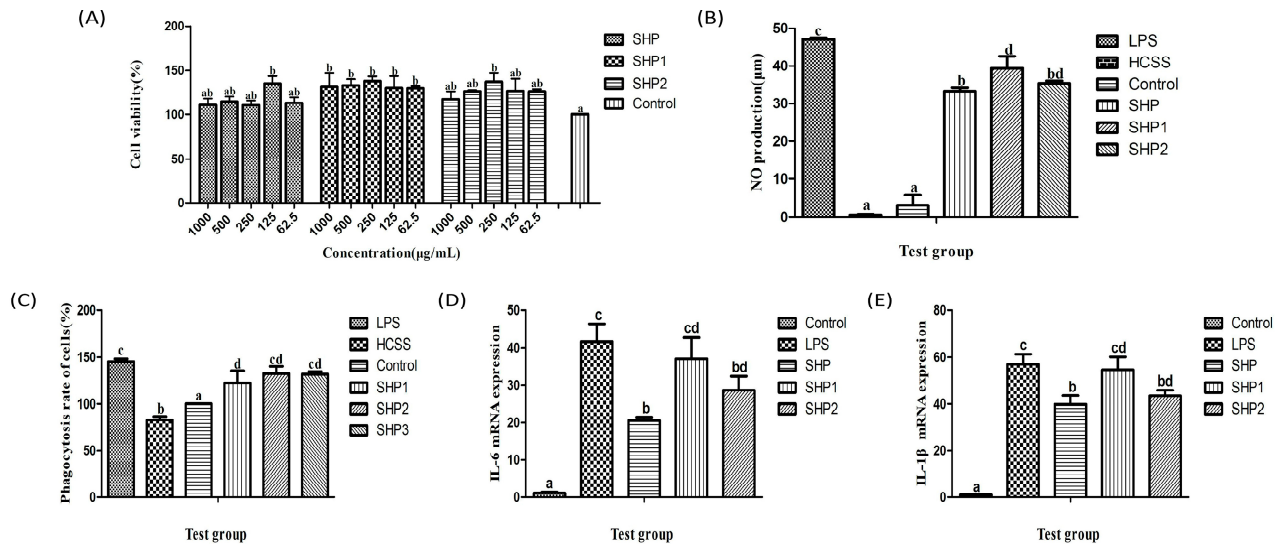 (A)
200
150
100
50
0
Cell viability(%)
ab
ab
ab
b
ab
b
b
b
b
b
ab
ab
b
ab
ab
a
1000
500
250
125
62.5
1000
500
250
125
62.5
1000
500
250
125
62.5
Concentration(μg/mL)
SHP
SHP1
SHP2
Control
(B)
50
40
30
20
10
0
NO production(μm)
c
a
a
b
d
bd
Test group
LPS
HCSS
Control
SHP
SHP1
SHP2
(C)
200
150
100
50
0
Phagocytosis rate of cells(%)
c
b
a
d
cd
cd
Test group
LPS
HCSS
Control
SHP1
SHP2
SHP3
(D)
50
40
30
20
10
0
IL-6 mRNA expression
a
c
b
cd
bd
Test group
Control
LPS
SHP
SHP1
SHP2
(E)
80
60
40
20
0
IL-1β mRNA expression
a
c
b
cd
bd
Test group
Control
LPS
SHP
SHP1
SHP2